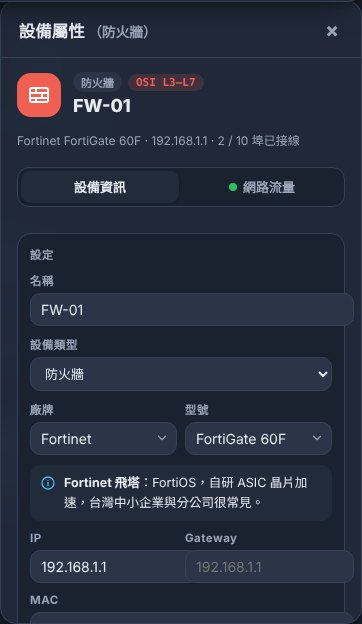 設備屬性 （防火牆） ×
防火牆 OSI L3–L7
FW-01
Fortinet FortiGate 60F · 192.168.1.1 · 2 / 10 埠已接線
設備資訊 網路流量
設定
名稱
FW-01
設備類型
防火牆
廠牌 型號
Fortinet FortiGate 60F
Fortinet 飛塔：FortiOS，自研 ASIC 晶片加
速，台灣中小企業與分公司很常見。
IP Gateway
192.168.1.1 192.168.1.1
MAC